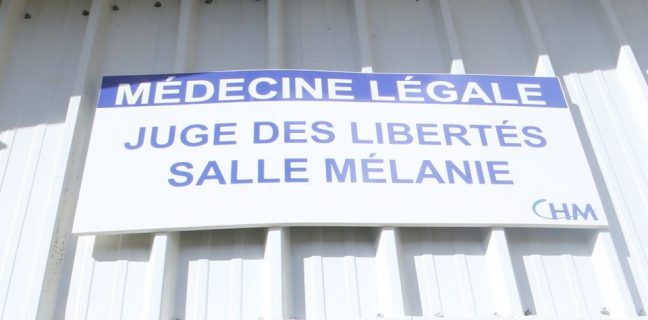 MÉDECINE LÉGALE
JUGE DES LIBERTÉS
SALLE MÉLANIE
CHM